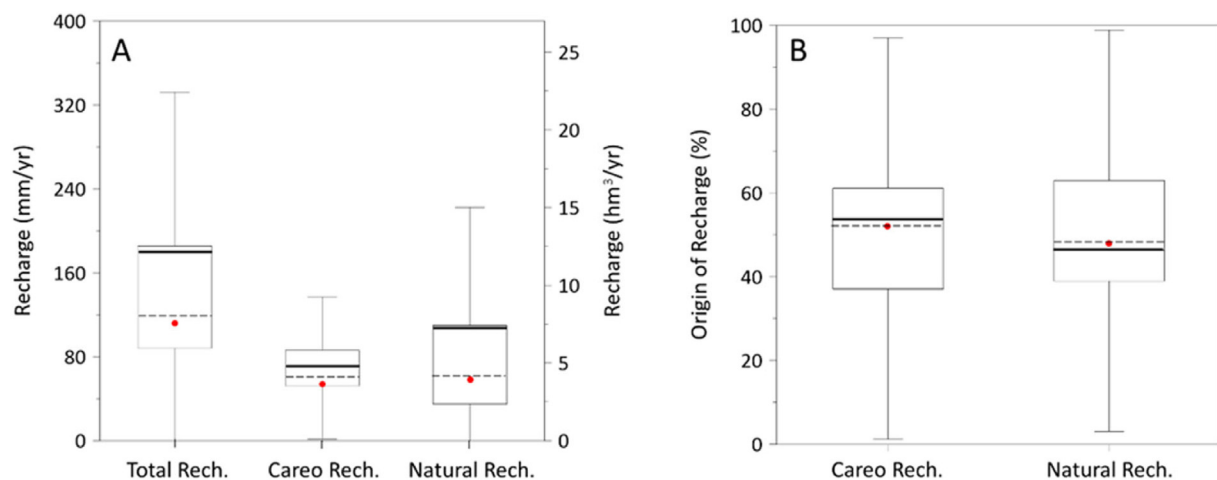 A
Recharge (mm/yr)
400
320
240
160
80
0
Recharge (hm³/yr)
25
20
15
10
5
0
Total Rech.
Careo Rech.
Natural Rech.
B
Origin of Recharge (%)
100
80
60
40
20
0
Careo Rech.
Natural Rech.